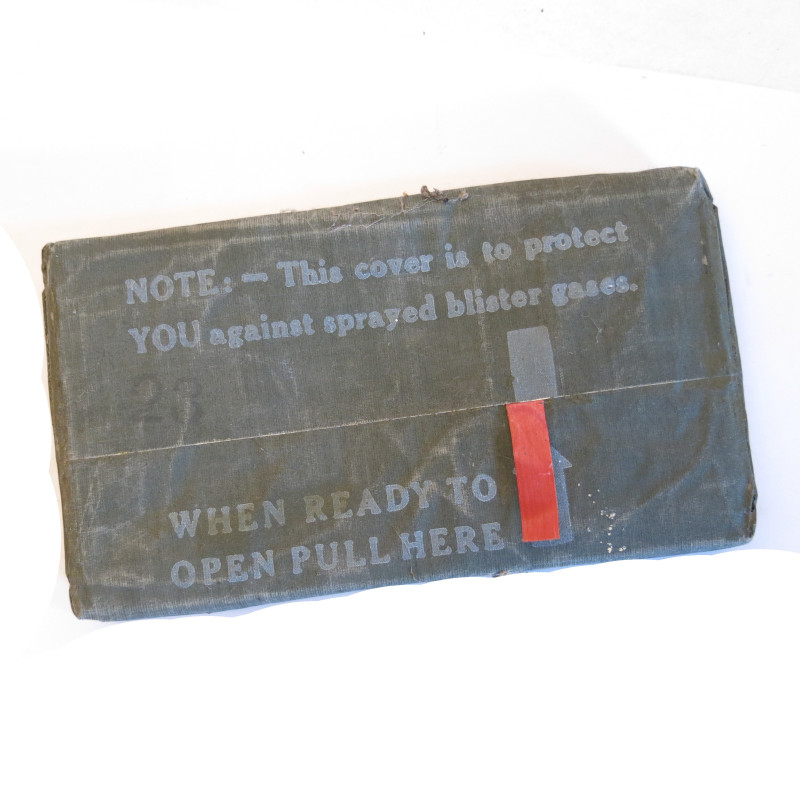 NOTE: — This cover is to protect
YOU against sprayed blister gases.
23
WHEN READY TO
OPEN PULL HERE